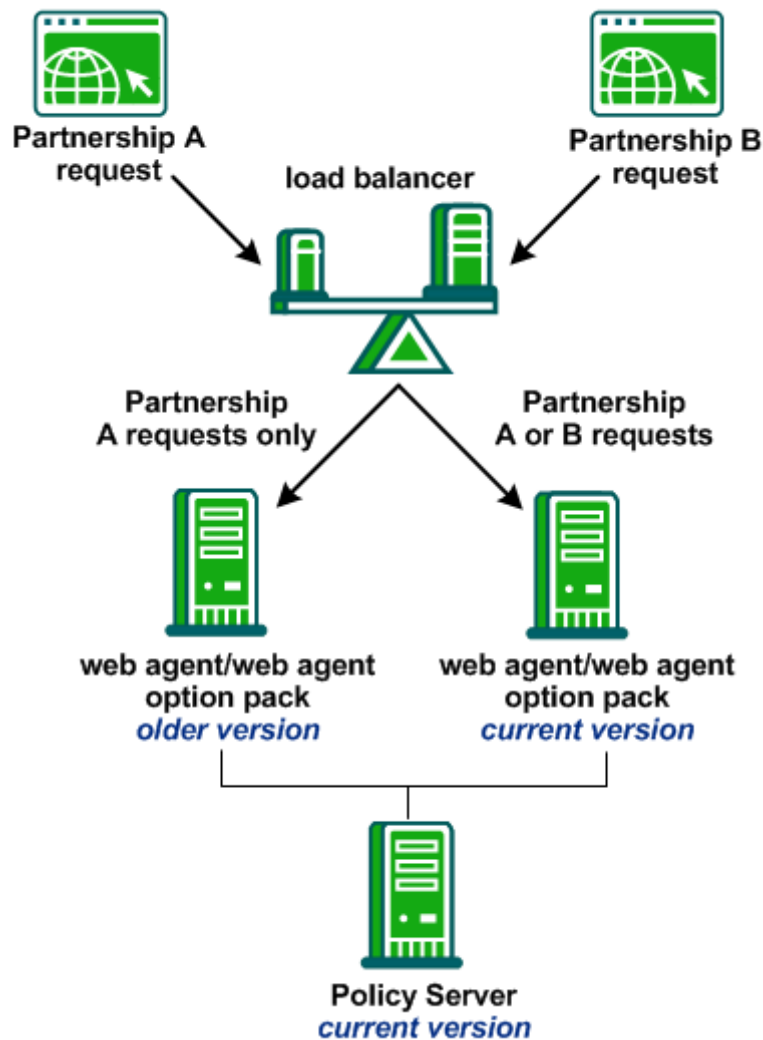 Partnership A
request
Partnership B
request
load balancer
Partnership
A requests only
Partnership
A or B requests
web agent/web agent
option pack
older version
web agent/web agent
option pack
current version
Policy Server
current version